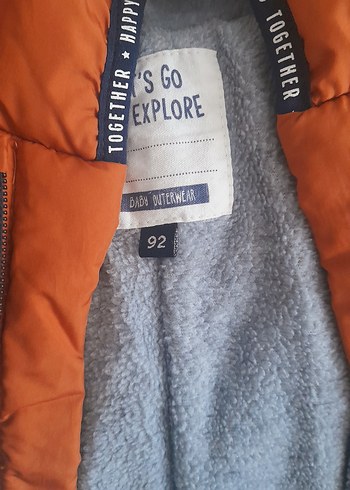 TOGETHER ★ HAPPY
TOGETHER
'S GO
EXPLORE
BABY OUTERWEAR
92